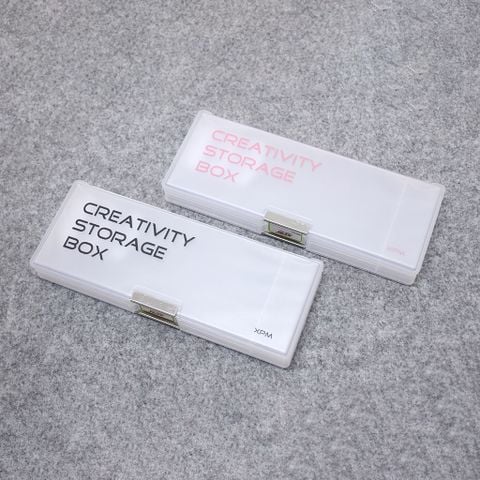 CREATIVITY
STORAGE
BOX
XPM
CREATIVITY
STORAGE
BOX
XPM